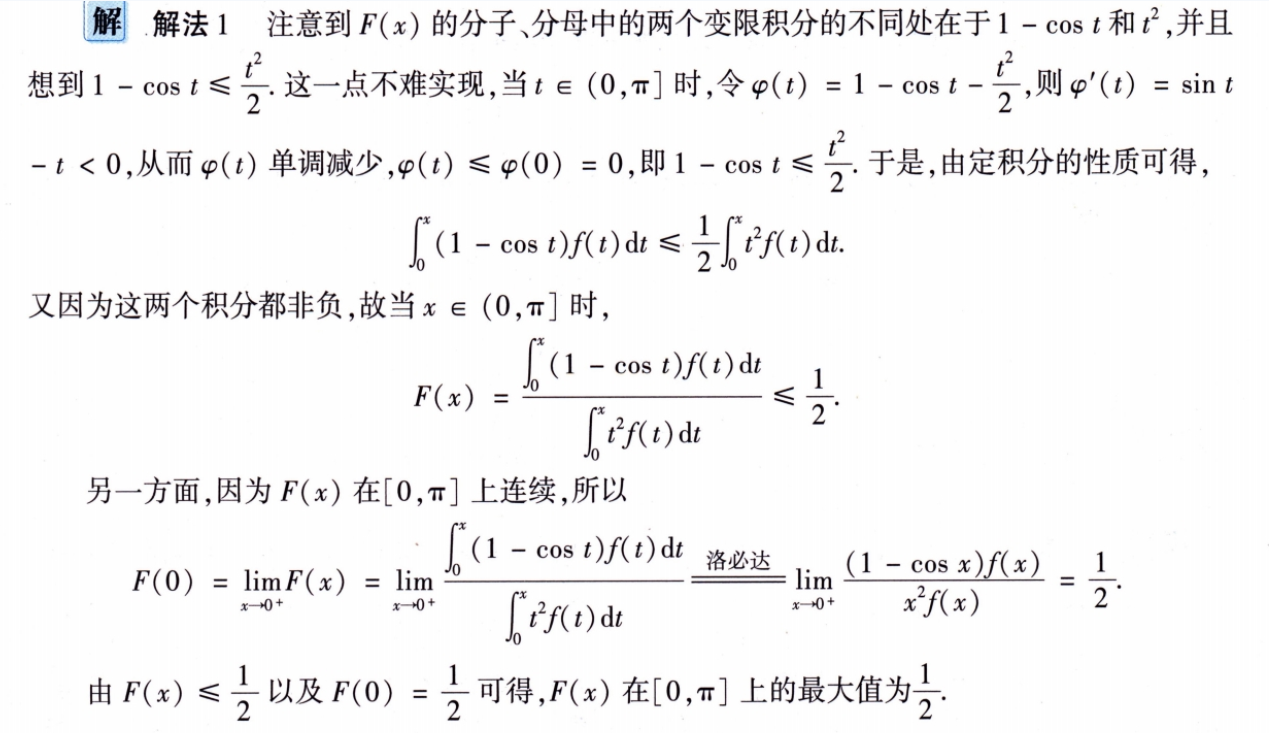 解 解法1 注意到 F(x) 的分子、分母中的两个变限积分的不同处在于 1 − cos t 和 t²,并且
想到 1 − cos t ⩽ t²/2. 这一点不难实现,当 t ∈ (0,π] 时,令 φ(t) = 1 − cos t − t²/2,则 φ′(t) = sin t
− t < 0,从而 φ(t) 单调减少,φ(t) ⩽ φ(0) = 0,即 1 − cos t ⩽ t²/2. 于是,由定积分的性质可得,
∫₀ˣ(1 − cos t)f(t)dt ⩽ 1/2 ∫₀ˣ t²f(t)dt.
又因为这两个积分都非负,故当 x ∈ (0,π] 时,
F(x) = ∫₀ˣ(1 − cos t)f(t)dt / ∫₀ˣ t²f(t)dt ⩽ 1/2.
另一方面,因为 F(x) 在[0,π] 上连续,所以
F(0) = lim_{x→0⁺} F(x) = lim_{x→0⁺} ∫₀ˣ(1 − cos t)f(t)dt / ∫₀ˣ t²f(t)dt 洛必达 = lim_{x→0⁺} (1 − cos x)f(x) / x²f(x) = 1/2.
由 F(x) ⩽ 1/2 以及 F(0) = 1/2 可得,F(x) 在[0,π] 上的最大值为 1/2.